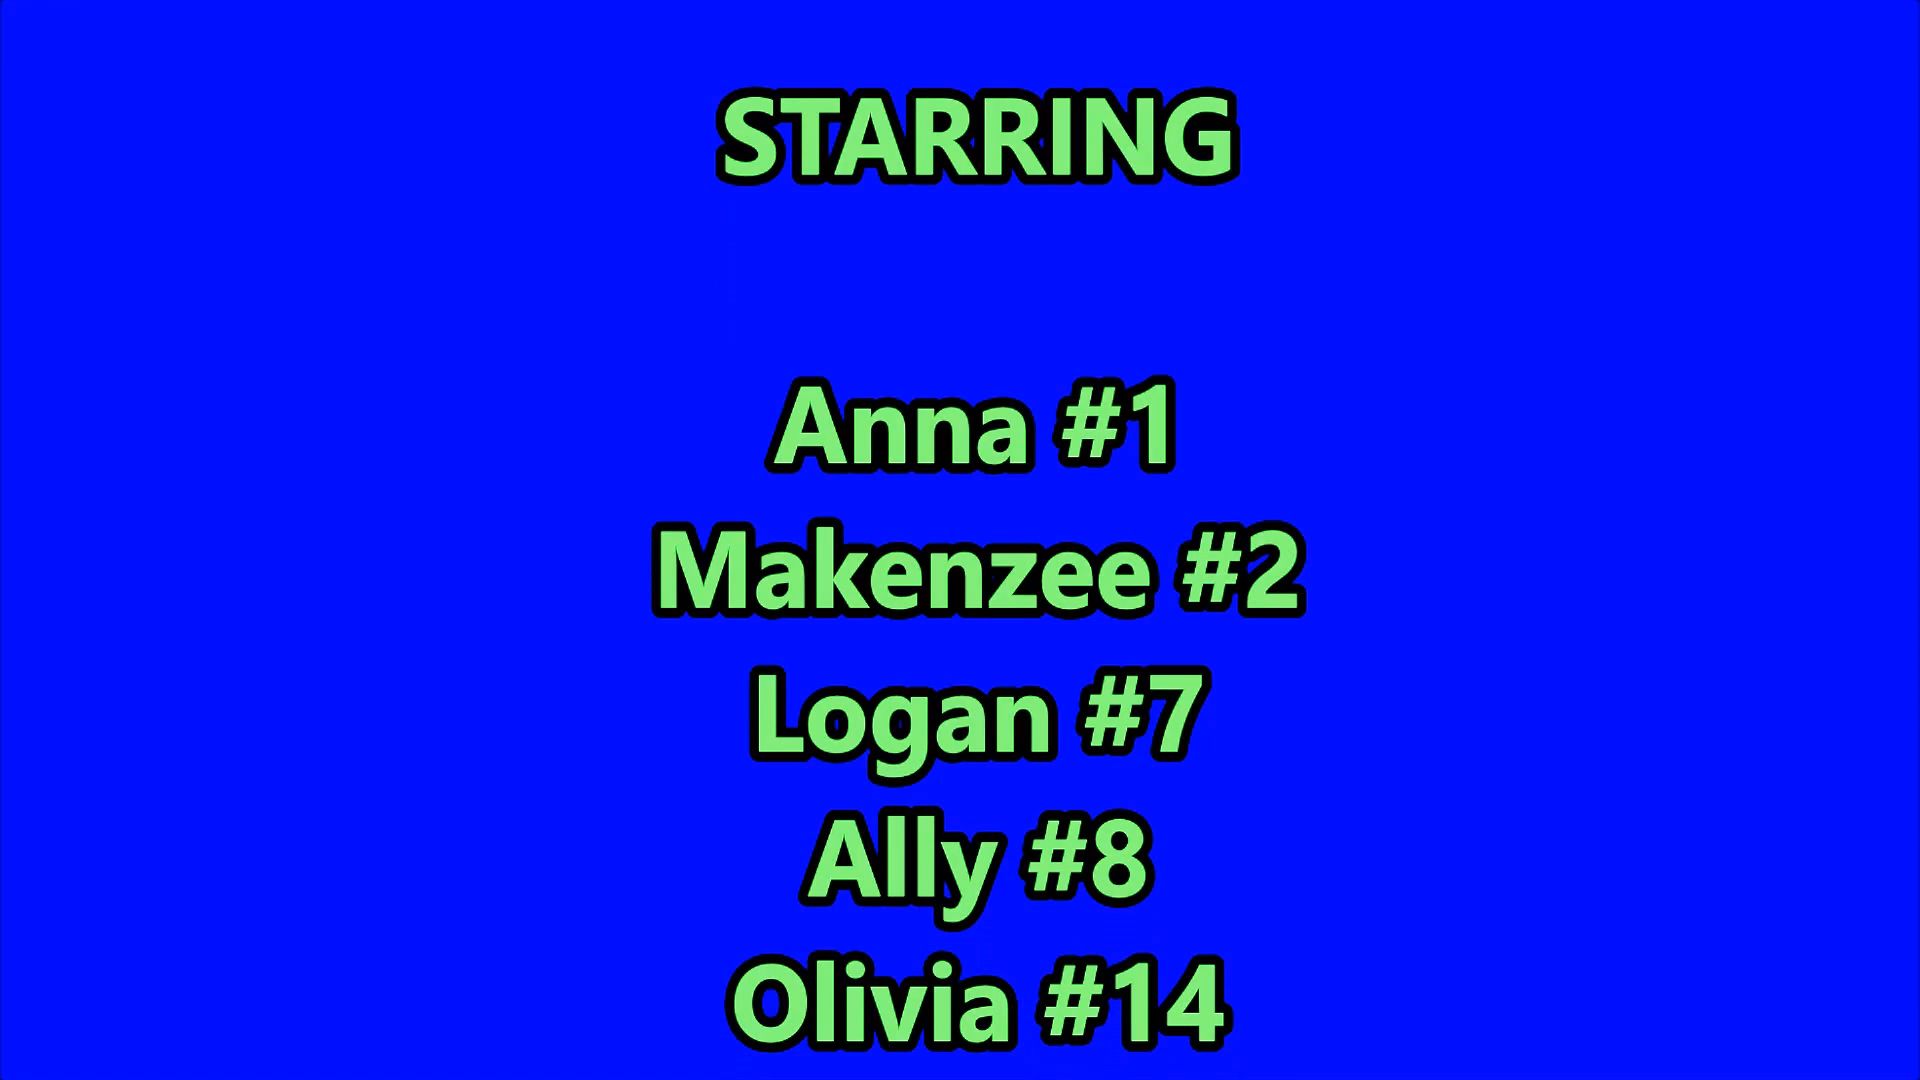 STARRING
Anna #1
Makenzee #2
Logan #7
Ally #8
Olivia #14